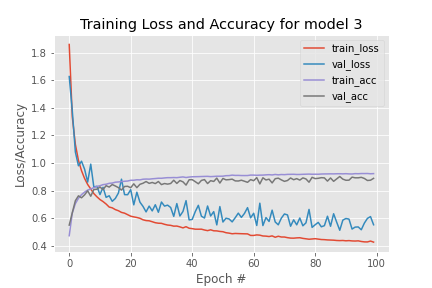 Training Loss and Accuracy for model 3
train_loss
val_loss
train_acc
val_acc
1.8
1.6
1.4
1.2
1.0
0.8
0.6
0.4
Loss/Accuracy
0 20 40 60 80 100
Epoch #